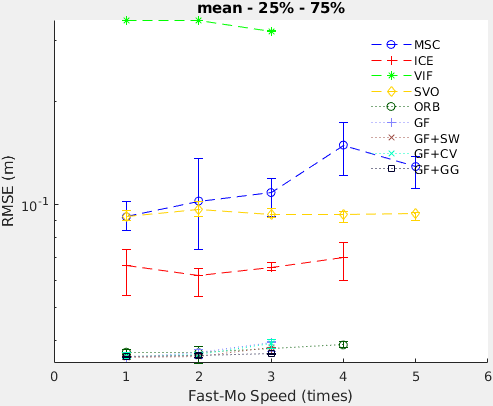 mean - 25% - 75%
MSC
ICE
VIF
SVO
ORB
GF
GF+SW
GF+CV
GF+GG
RMSE (m)
10⁻¹
0 1 2 3 4 5 6
Fast-Mo Speed (times)